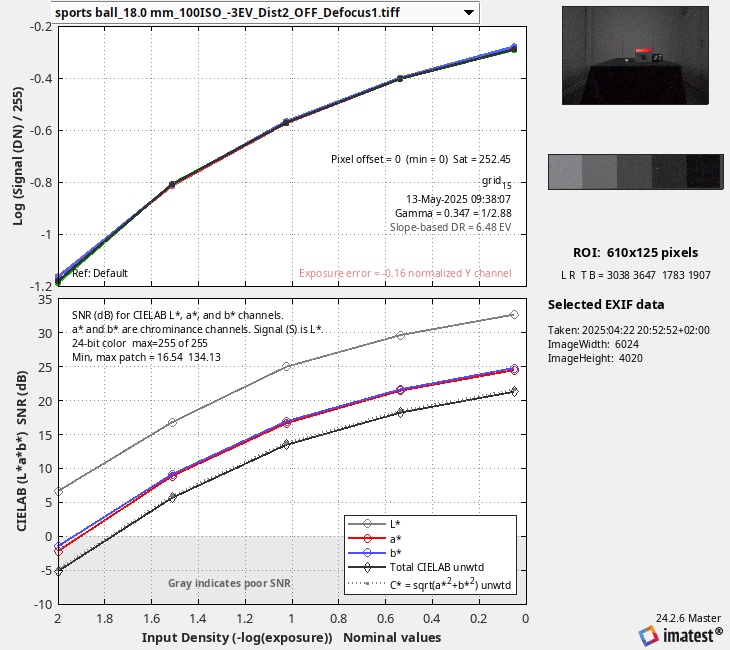 sports ball_18.0 mm_100ISO_-3EV_Dist2_OFF_Defocus1.tiff
-0.2
-0.4
-0.6
-0.8
-1
-1.2
Log (Signal (DN) / 255)
Pixel offset = 0 (min = 0) Sat = 252.45
grid15
13-May-2025 09:38:07
Gamma = 0.347 = 1/2.88
Slope-based DR = 6.48 EV
Ref: Default
Exposure error = -0.16 normalized Y channel
35
30
25
20
15
10
5
0
-5
-10
CIELAB (L*a*b*) SNR (dB)
SNR (dB) for CIELAB L*, a*, and b* channels.
a* and b* are chrominance channels. Signal (S) is L*.
24-bit color max=255 of 255
Min, max patch = 16.54 134.13
L*
a*
b*
Total CIELAB unwtd
C* = sqrt(a*2+b*2) unwtd
Gray indicates poor SNR
2 1.8 1.6 1.4 1.2 1 0.8 0.6 0.4 0.2 0
Input Density (-log(exposure)) Nominal values
ROI: 610x125 pixels
L R T B = 3038 3647 1783 1907
Selected EXIF data
Taken: 2025:04:22 20:52:52+02:00
ImageWidth: 6024
ImageHeight: 4020
24.2.6 Master
imatest®